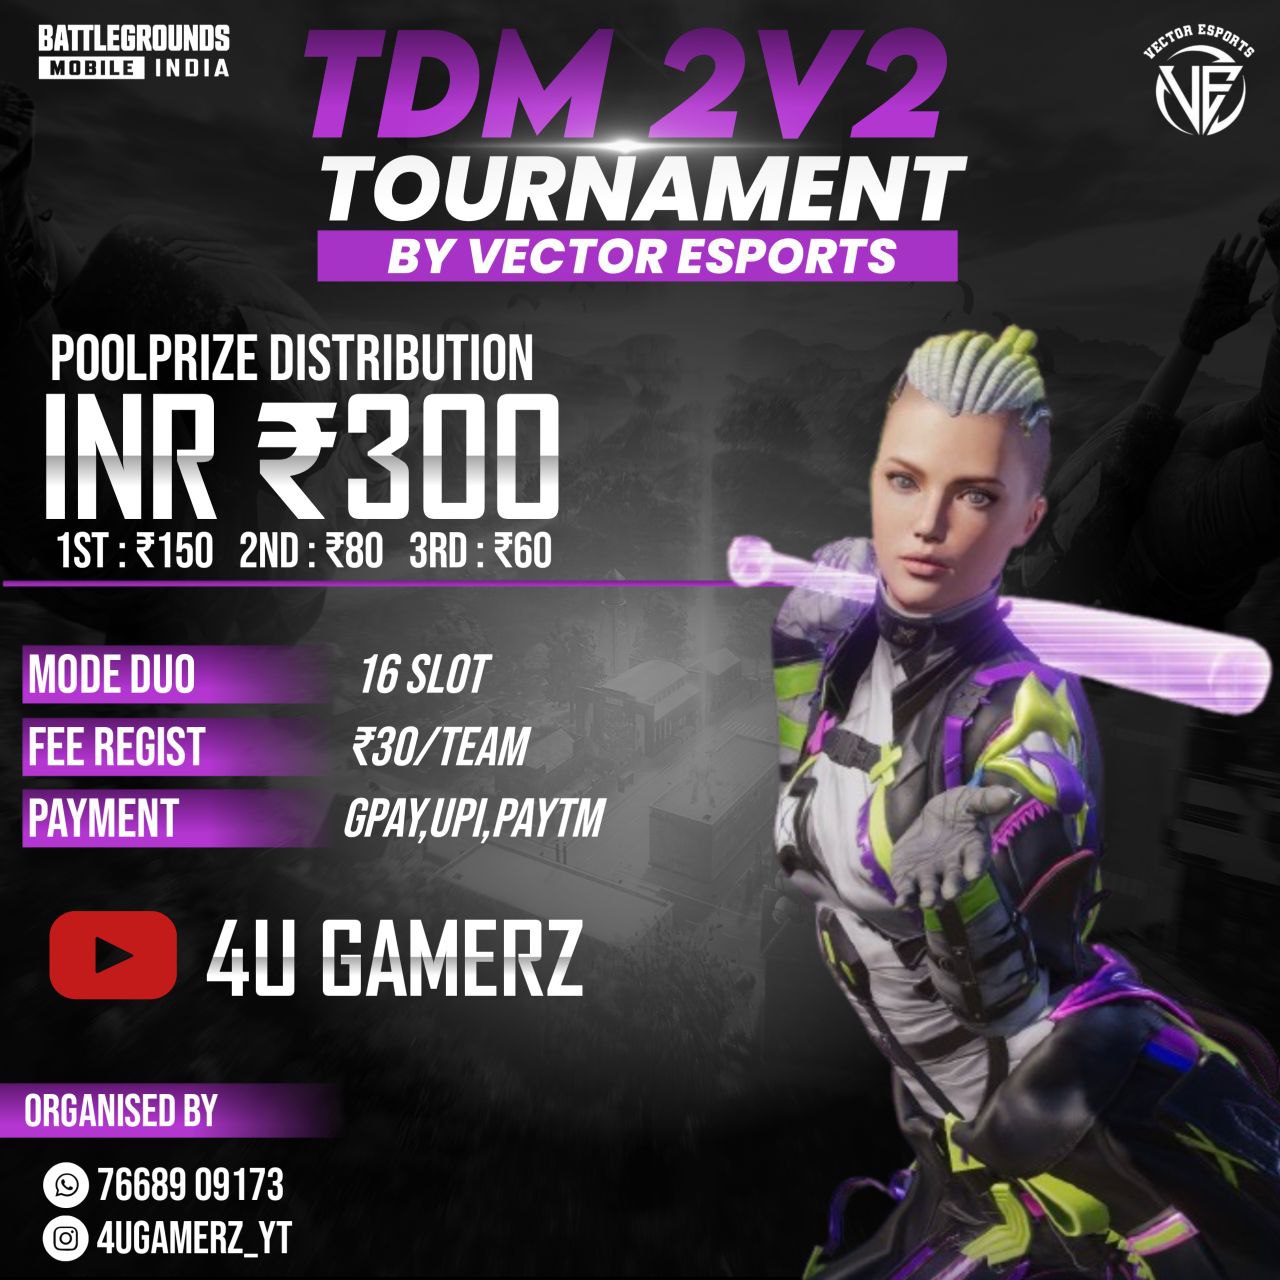 BATTLEGROUNDS
MOBILE INDIA
TDM 2V2
TOURNAMENT
BY VECTOR ESPORTS
VECTOR ESPORTS
VE
POOLPRIZE DISTRIBUTION
INR ₹300
1ST : ₹150 2ND : ₹80 3RD : ₹60
MODE DUO 16 SLOT
FEE REGIST ₹30/TEAM
PAYMENT GPAY,UPI,PAYTM
4U GAMERZ
ORGANISED BY
76689 09173
4UGAMERZ_YT